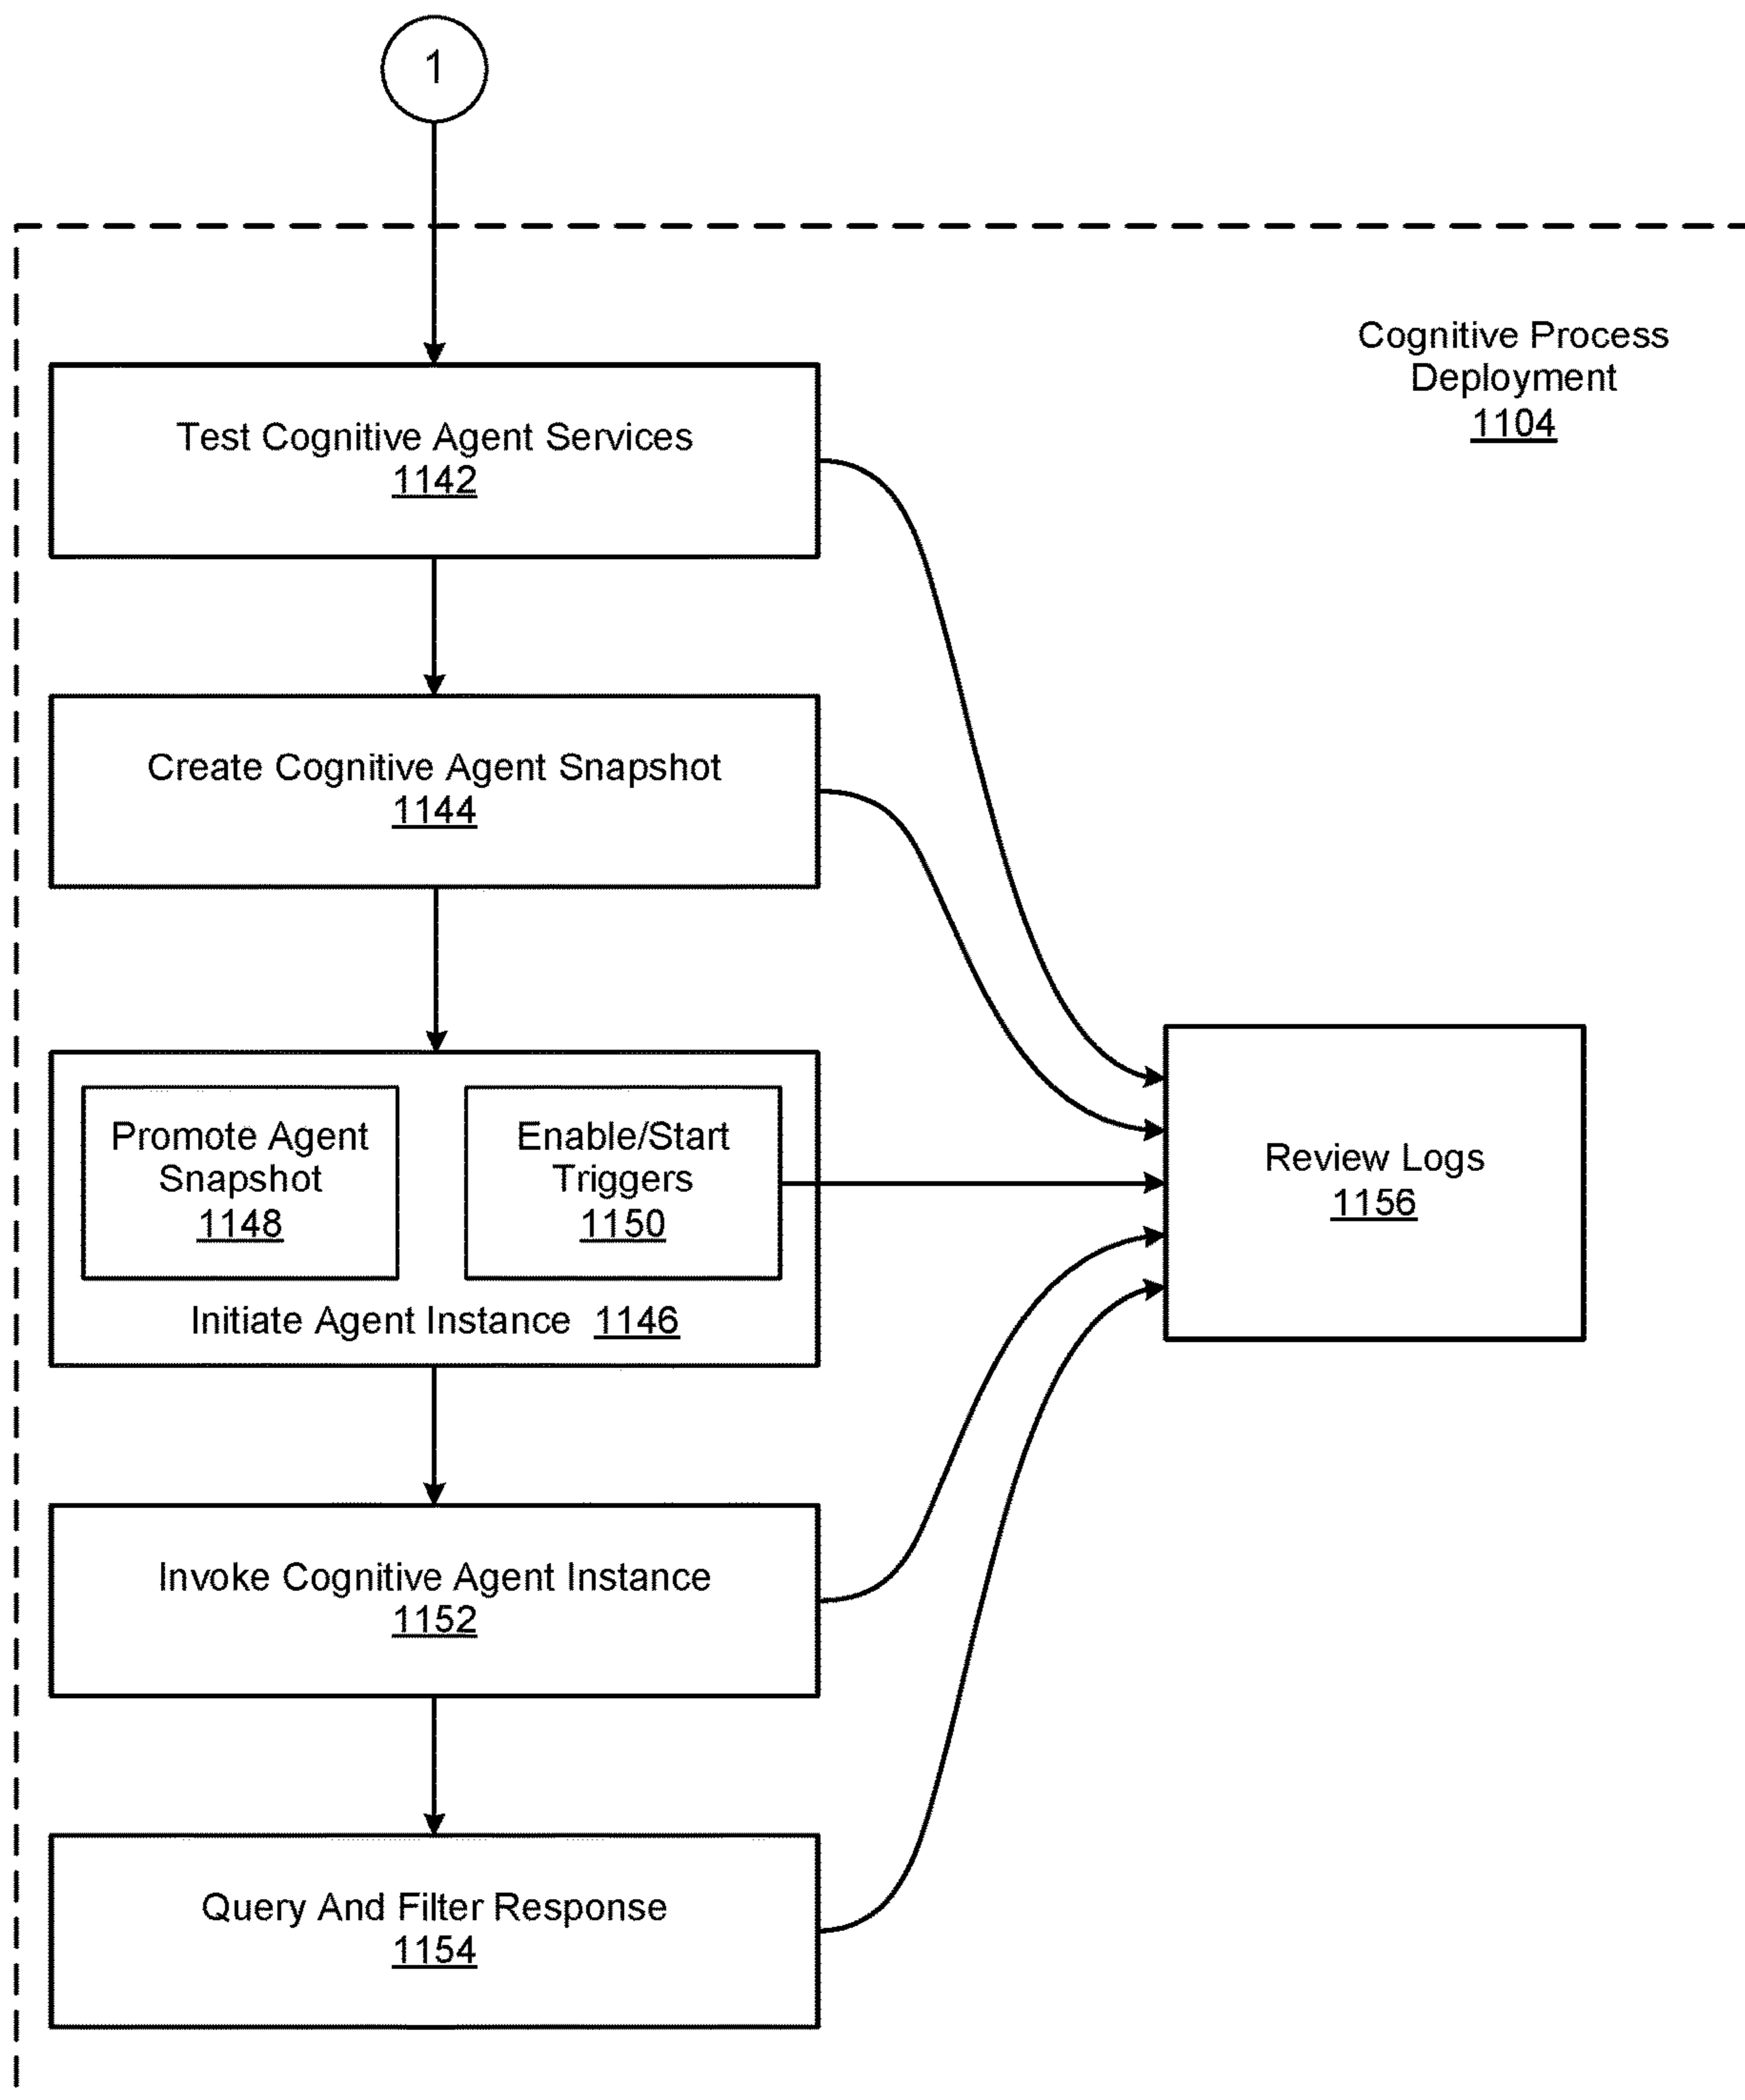 1
Cognitive Process
Deployment
1104
Test Cognitive Agent Services
1142
Create Cognitive Agent Snapshot
1144
Promote Agent
Snapshot
1148
Enable/Start
Triggers
1150
Initiate Agent Instance 1146
Review Logs
1156
Invoke Cognitive Agent Instance
1152
Query And Filter Response
1154